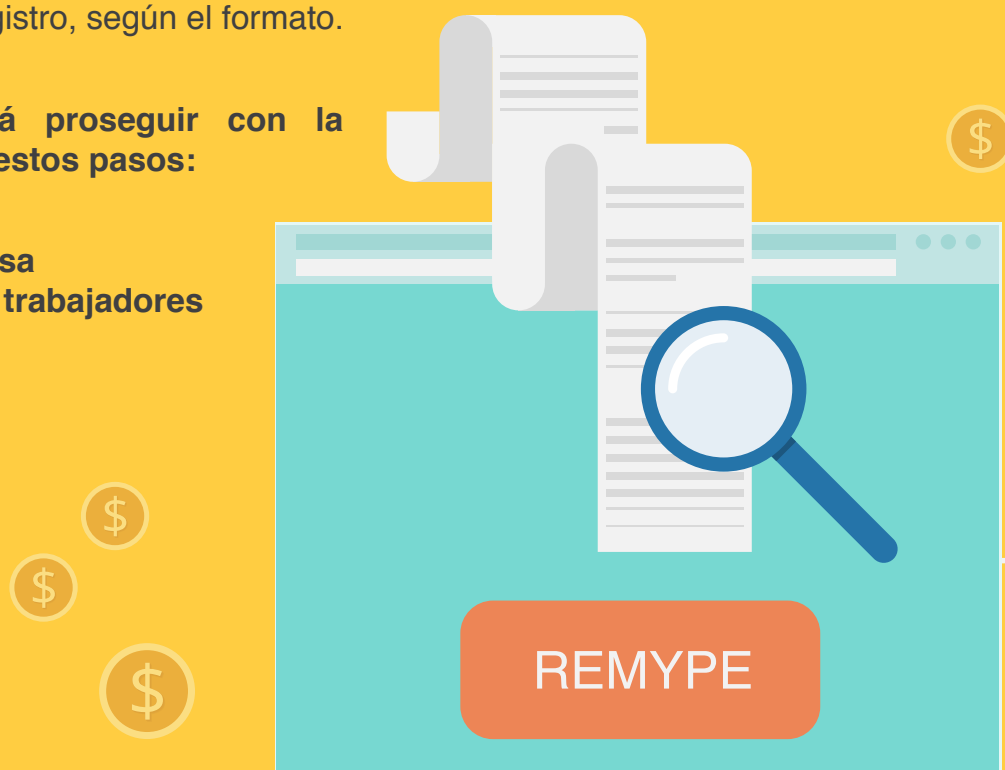 gistro, según el formato.
á proseguir con la
estos pasos:
sa
trabajadores
$
$
$
$
REMYPE